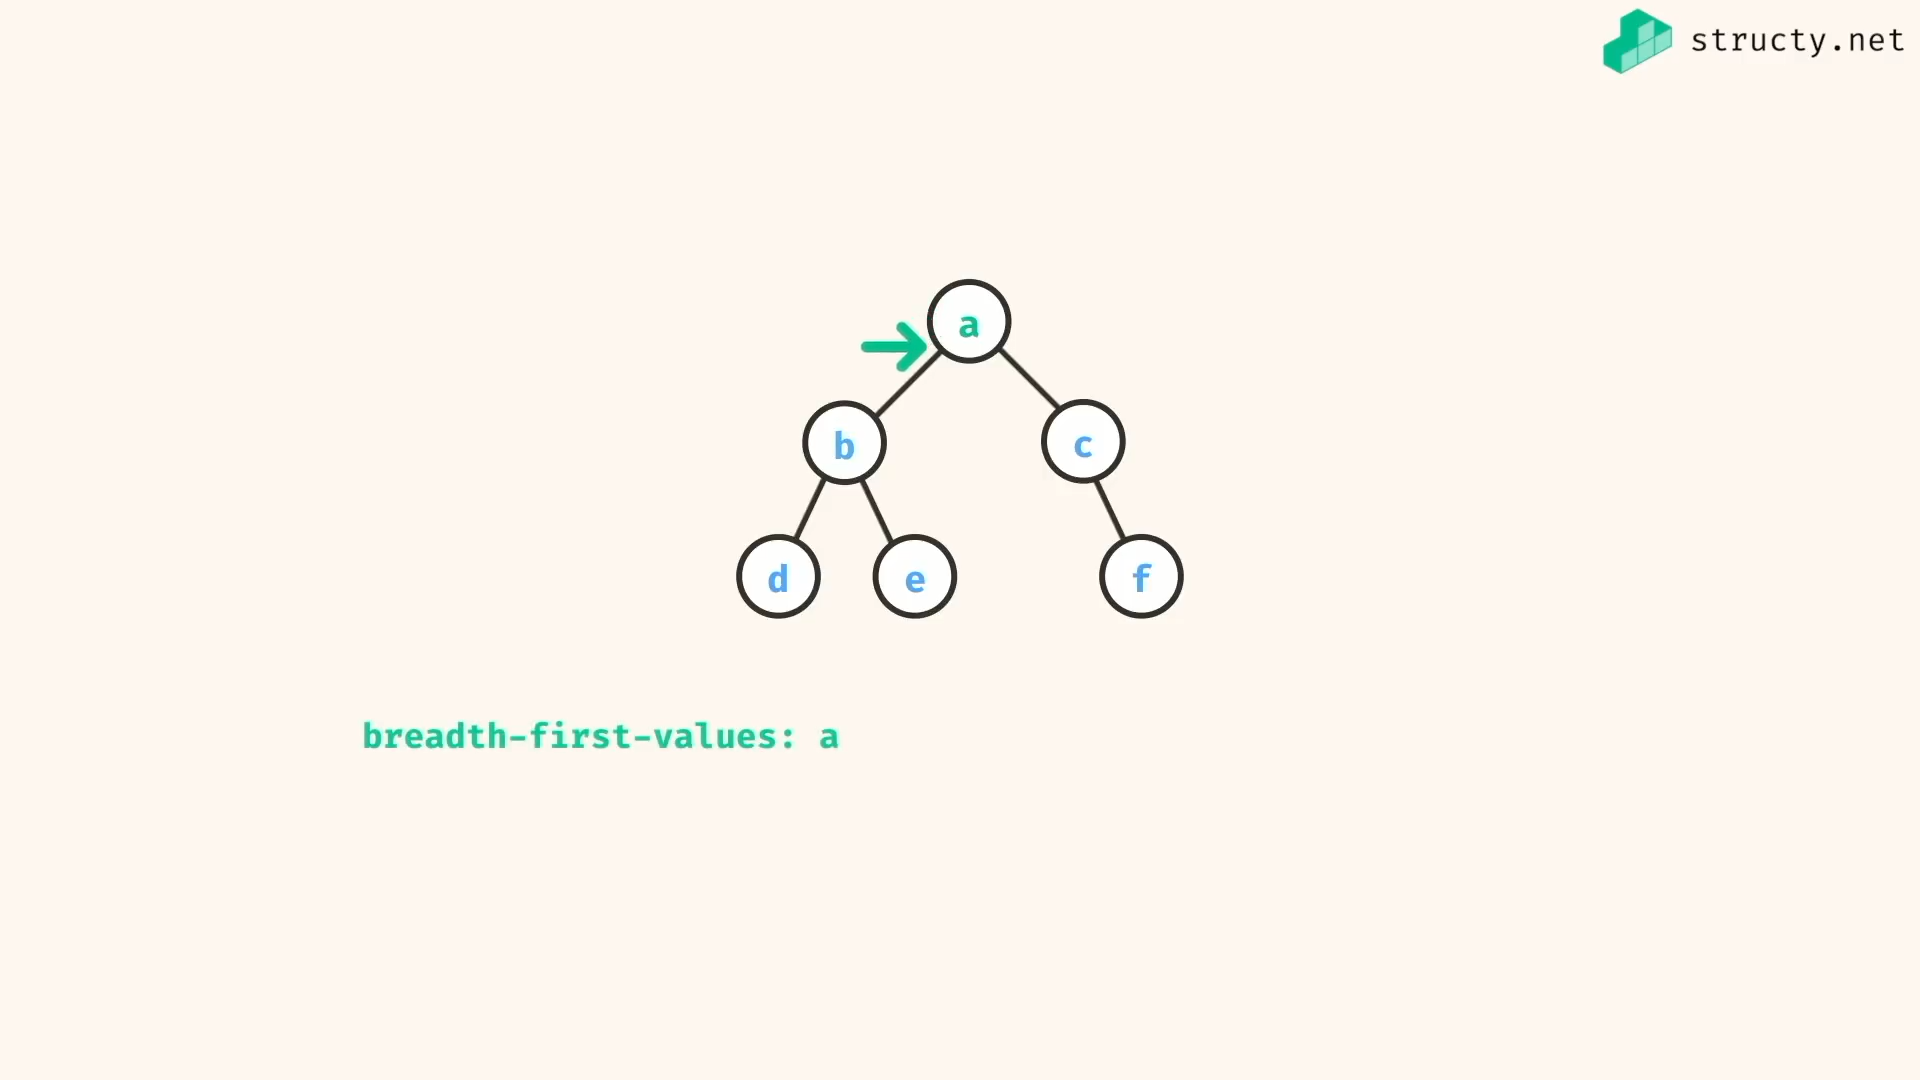 structy.net
a
b
c
d
e
f
breadth-first-values: a